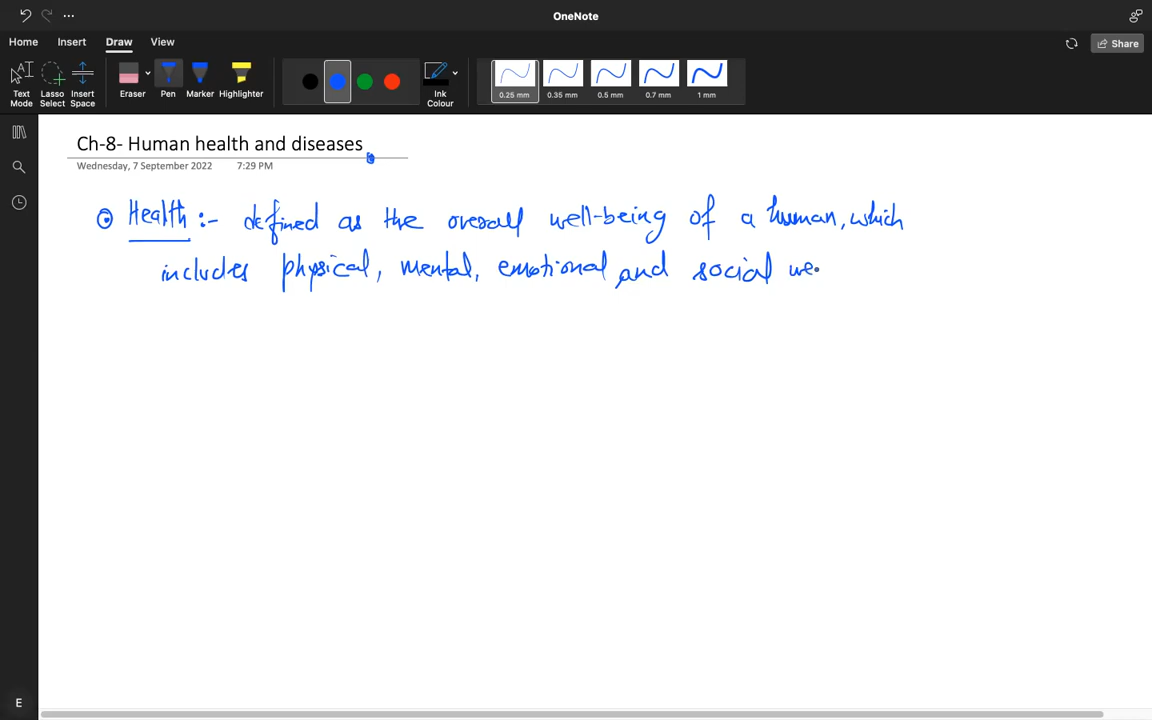 OneNote
Home Insert Draw View
Share
Text Mode
Lasso Select
Insert Space
Eraser
Pen
Marker
Highlighter
Ink Colour
0.25 mm 0.35 mm 0.5 mm 0.7 mm 1 mm
Ch-8- Human health and diseases
Wednesday, 7 September 2022 7:29 PM
Health :- defined as the overall well-being of a human, which
includes physical, mental, emotional and social we
E